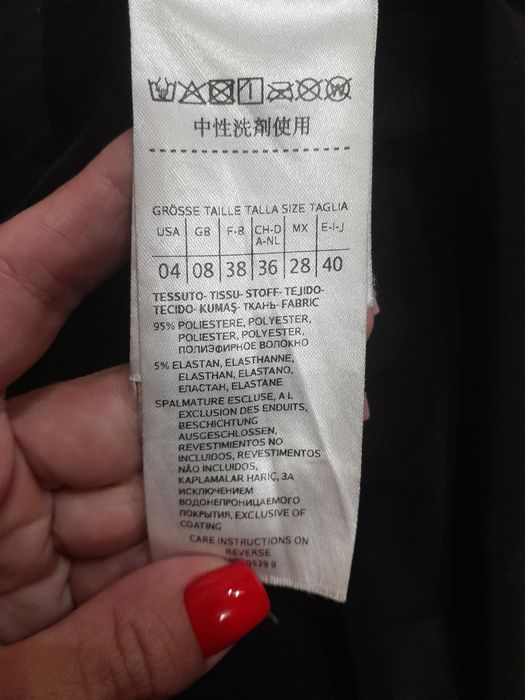 中性洗剤使用
GRÖSSE TAILLE TALLA SIZE TAGLIA
USA GB F-B CH-D A-NL MX E-I-J
04 08 38 36 28 40
TESSUTO- TISSU- STOFF- TEJIDO-
TECIDO- KUMAŞ- ТКАНЬ- FABRIC
95% POLIESTERE, POLYESTER,
POLIESTER, POLYESTER,
ПОЛИЭФИРНОЕ ВОЛОКНО
5% ELASTAN, ELASTHANNE,
ELASTHAN, ELASTANO,
ЕЛАСТАН, ELASTANE
SPALMATURE ESCLUSE, A L
EXCLUSION DES ENDUITS,
BESCHICHTUNG
AUSGESCHLOSSEN,
REVESTIMIENTOS NO
INCLUIDOS, REVESTIMENTOS
NÃO INCLUIDOS,
KAPLAMALAR HARIÇ, ЗА
ИСКЛЮЧЕНИЕМ
ВОДОНЕПРОНИЦАЕМОГО
ПОКРЫТИЯ, EXCLUSIVE OF
COATING
CARE INSTRUCTIONS ON
REVERSE